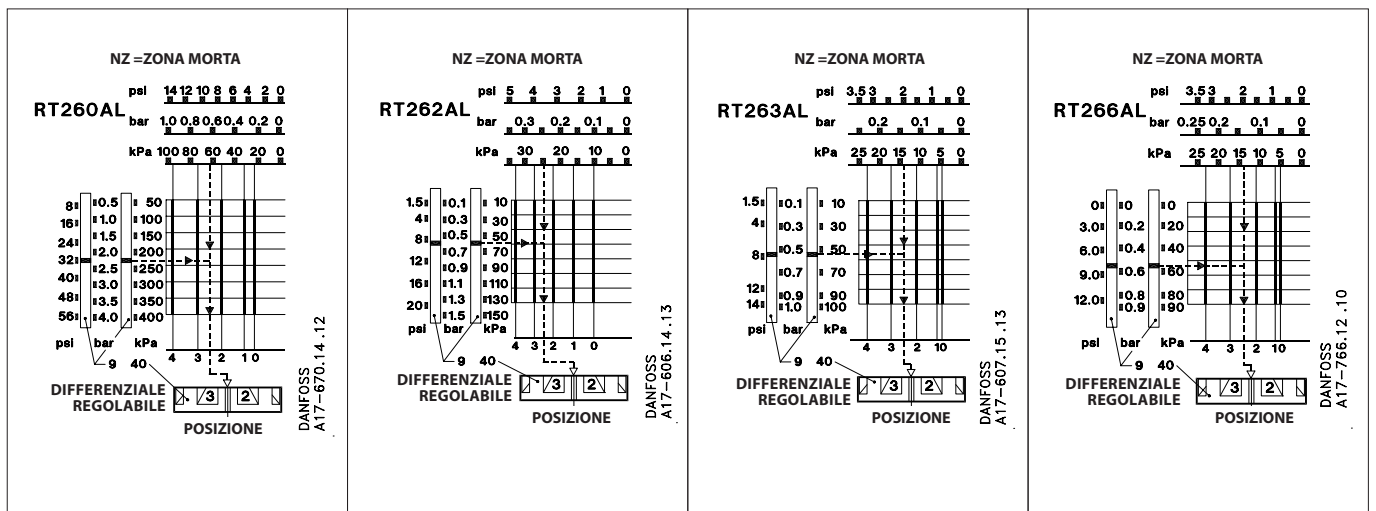 NZ =ZONA MORTA
RT260AL
psi 14 12 10 8 6 4 2 0
bar 1.0 0.8 0.6 0.4 0.2 0
kPa 100 80 60 40 20 0
8 0.5 50
16 1.0 100
24 1.5 150
32 2.0 200
40 2.5 250
48 3.0 300
56 3.5 350
4.0 400
psi bar kPa
4 3 2 1 0
9 40
DIFFERENZIALE
REGOLABILE
3 2
POSIZIONE
DANFOSS
A17-670.14.12
NZ =ZONA MORTA
RT262AL
psi 5 4 3 2 1 0
bar 0.3 0.2 0.1 0
kPa 30 20 10 0
1.5 0.1 10
4 0.3 30
8 0.5 50
12 0.7 70
16 0.9 90
20 1.1 110
1.3 130
1.5 150
psi bar kPa
4 3 2 1 0
9 40
DIFFERENZIALE
REGOLABILE
3 2
POSIZIONE
DANFOSS
A17-606.14.13
NZ =ZONA MORTA
RT263AL
psi 3.5 3 2 1 0
bar 0.2 0.1 0
kPa 25 20 15 10 5 0
1.5 0.1 10
4 0.3 30
8 0.5 50
12 0.7 70
14 0.9 90
1.0 100
psi bar kPa
4 3 2 1 0
9 40
DIFFERENZIALE
REGOLABILE
3 2
POSIZIONE
DANFOSS
A17-607.15.13
NZ =ZONA MORTA
RT266AL
psi 3.5 3 2 1 0
bar 0.25 0.2 0.1 0
kPa 25 20 15 10 5 0
0 0 0
3.0 0.2 20
6.0 0.4 40
9.0 0.6 60
12.0 0.8 80
0.9 90
psi bar kPa
4 3 2 1 0
9 40
DIFFERENZIALE
REGOLABILE
3 2
POSIZIONE
DANFOSS
A17-766.12.10